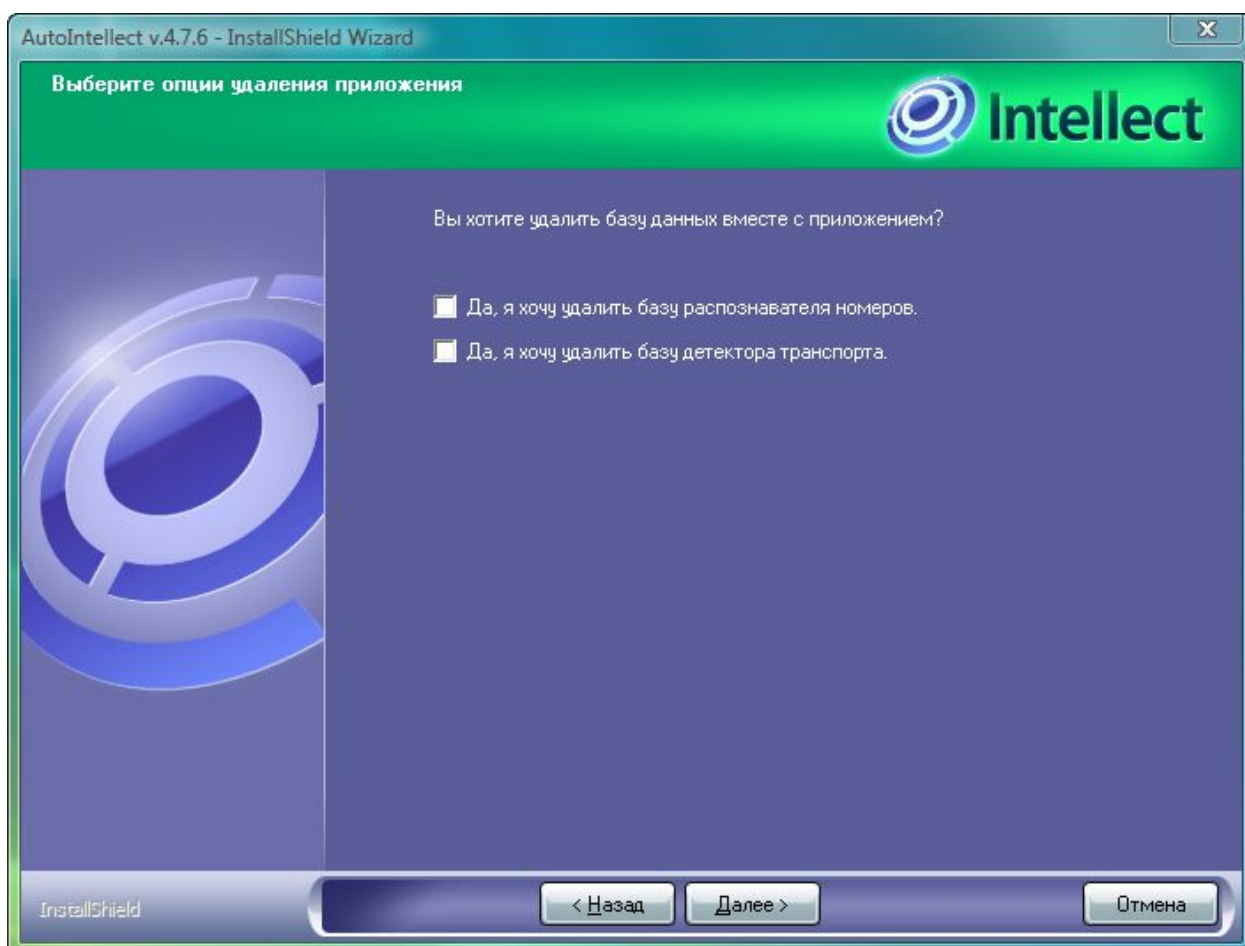 AutoIntellect v.4.7.6 - InstallShield Wizard
X
Выберите опции удаления приложения
Intellect
Вы хотите удалить базу данных вместе с приложением?
Да, я хочу удалить базу распознавателя номеров.
Да, я хочу удалить базу детектора транспорта.
InstallShield
< Назад
Далее >
Отмена